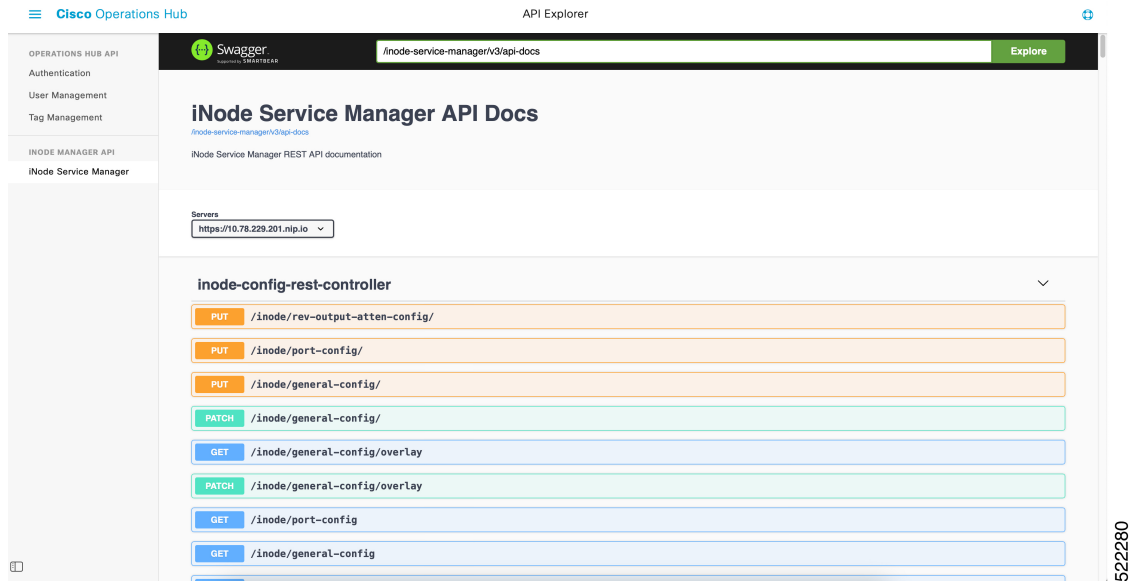 Cisco Operations Hub
API Explorer
OPERATIONS HUB API
Authentication
User Management
Tag Management
INODE MANAGER API
iNode Service Manager
Swagger.
Supported by SMARTBEAR
/inode-service-manager/v3/api-docs
Explore
iNode Service Manager API Docs
/inode-service-manager/v3/api-docs
iNode Service Manager REST API documentation
Servers
https://10.78.229.201.nip.io
inode-config-rest-controller
PUT /inode/rev-output-atten-config/
PUT /inode/port-config/
PUT /inode/general-config/
PATCH /inode/general-config/
GET /inode/general-config/overlay
PATCH /inode/general-config/overlay
GET /inode/port-config
GET /inode/general-config
522280